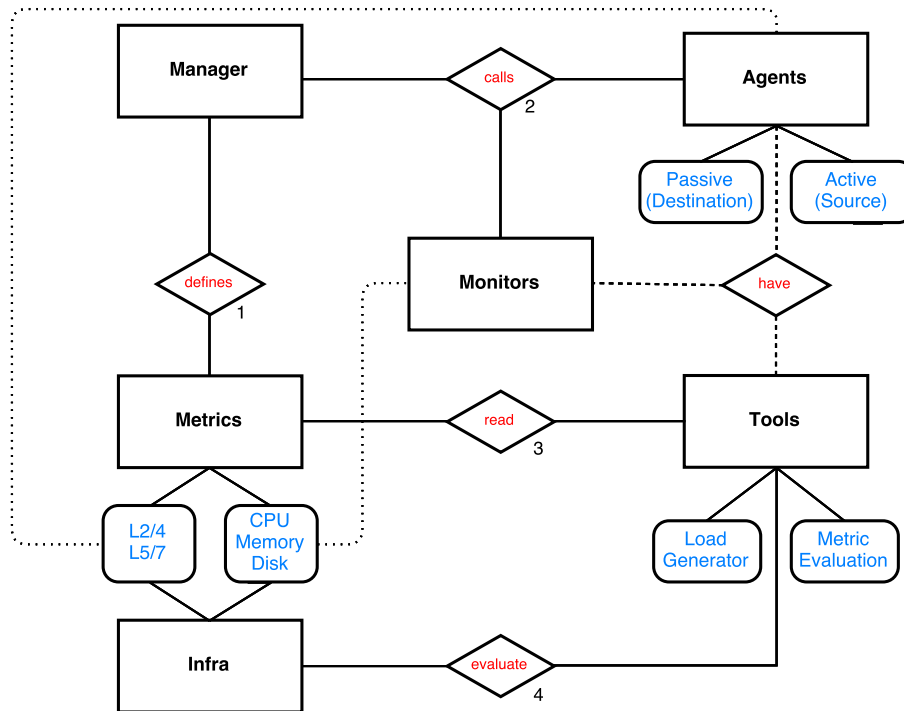 Manager
calls
2
Agents
Passive
(Destination)
Active
(Source)
defines
1
Monitors
have
Metrics
read
3
Tools
L2/4
L5/7
CPU
Memory
Disk
Load
Generator
Metric
Evaluation
Infra
evaluate
4